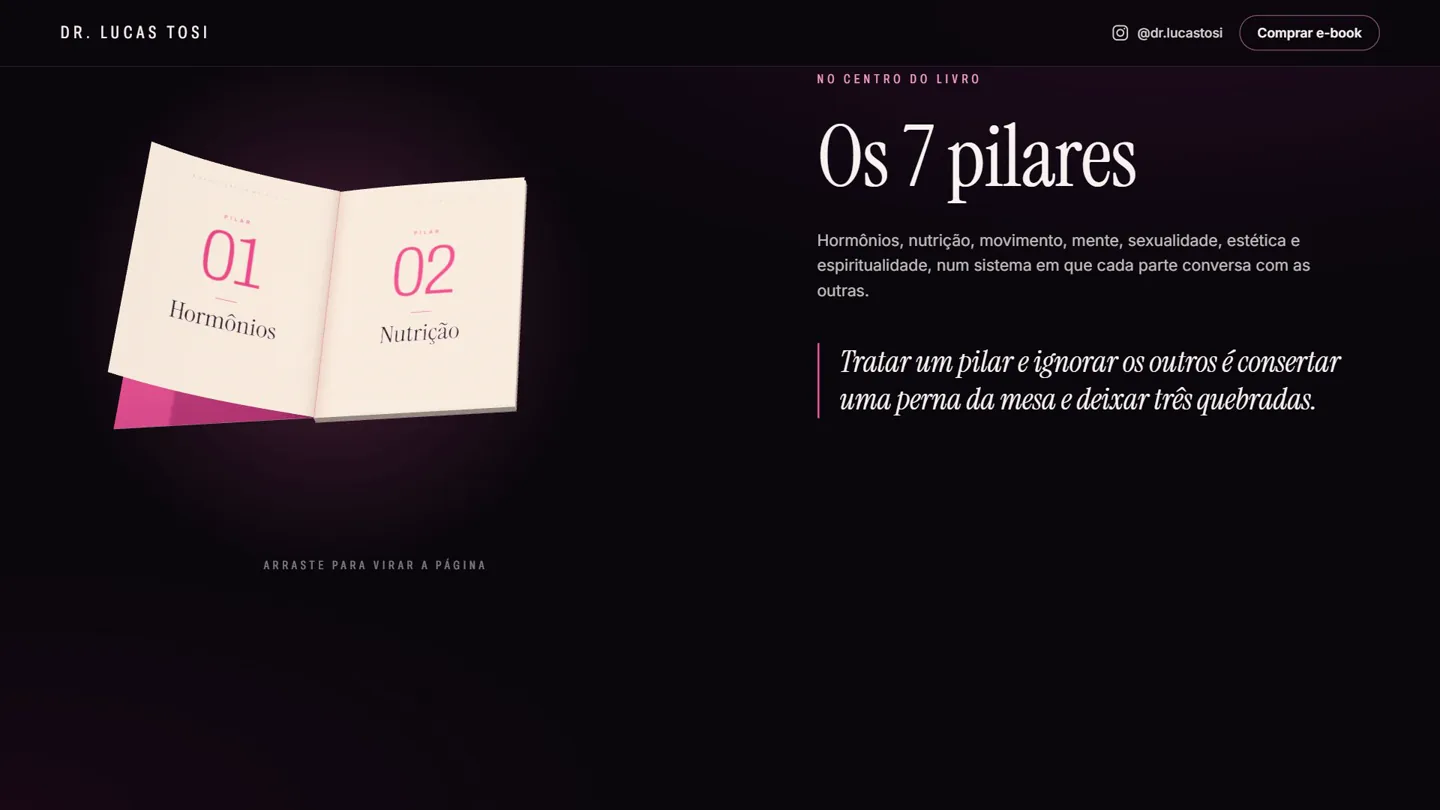 DR. LUCAS TOSI
@dr.lucastosi
Comprar e-book
NO CENTRO DO LIVRO
Os 7 pilares
Hormônios, nutrição, movimento, mente, sexualidade, estética e
espiritualidade, num sistema em que cada parte conversa com as
outras.
Tratar um pilar e ignorar os outros é consertar
uma perna da mesa e deixar três quebradas.
PILAR
01
Hormônios
PILAR
02
Nutrição
ARRASTE PARA VIRAR A PÁGINA